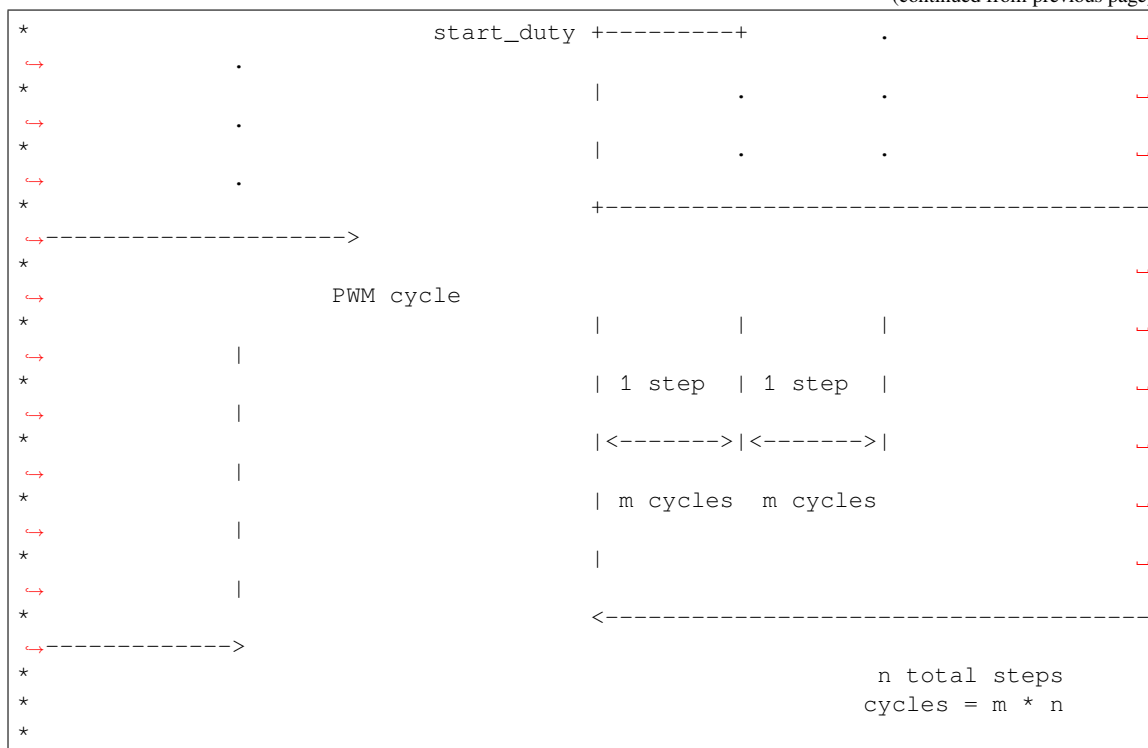 (continued from previous page)
* start_duty +---------+ . ␣
↪ .
* | . . ␣
↪ .
* | . . ␣
↪ .
* +--------------------------------------
↪--------------------->
* ␣
↪ PWM cycle
* | | | ␣
↪ |
* | 1 step | 1 step | ␣
↪ |
* |<------->|<------->| ␣
↪ |
* | m cycles m cycles ␣
↪ |
* | ␣
↪ |
* <--------------------------------------
↪------------->
* n total steps
* cycles = m * n
*